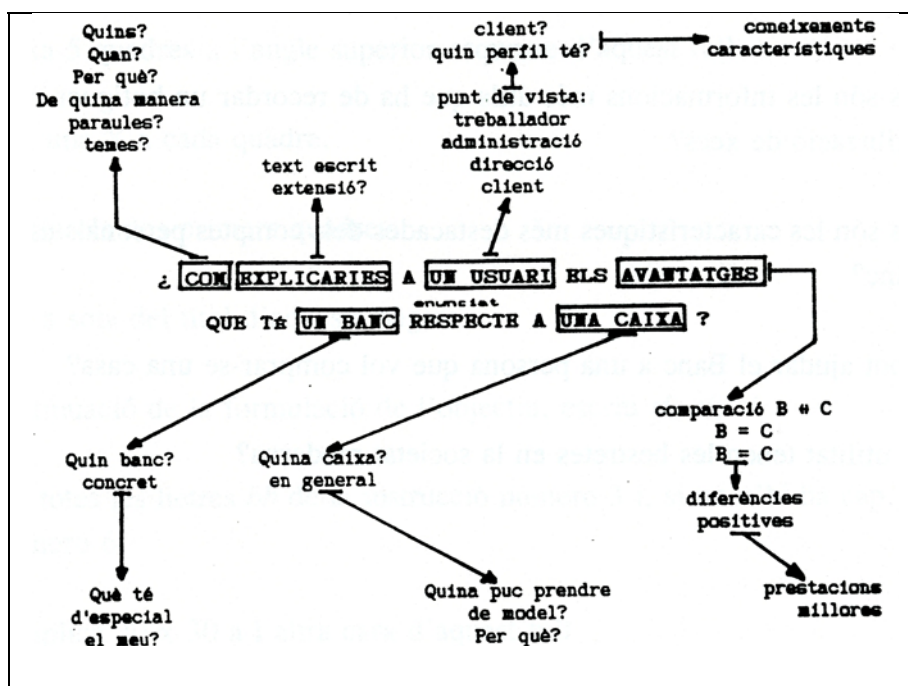 Quins?
Quan?
Per què?
De quina manera
paraules?
temes?
text escrit
extensió?
client?
quin perfil té?
coneixements
característiques
punt de vista:
treballador
administració
direcció
client
¿ COM EXPLICARIES A UN USUARI ELS AVANTATGES
enunciat
QUE TÉ UN BANC RESPECTE A UNA CAIXA ?
Quin banc?
concret
Quina caixa?
en general
comparació B ≠ C
B = C
B = C
diferències
positives
Què té
d'especial
el meu?
Quina puc prendre
de model?
Per què?
prestacions
millores